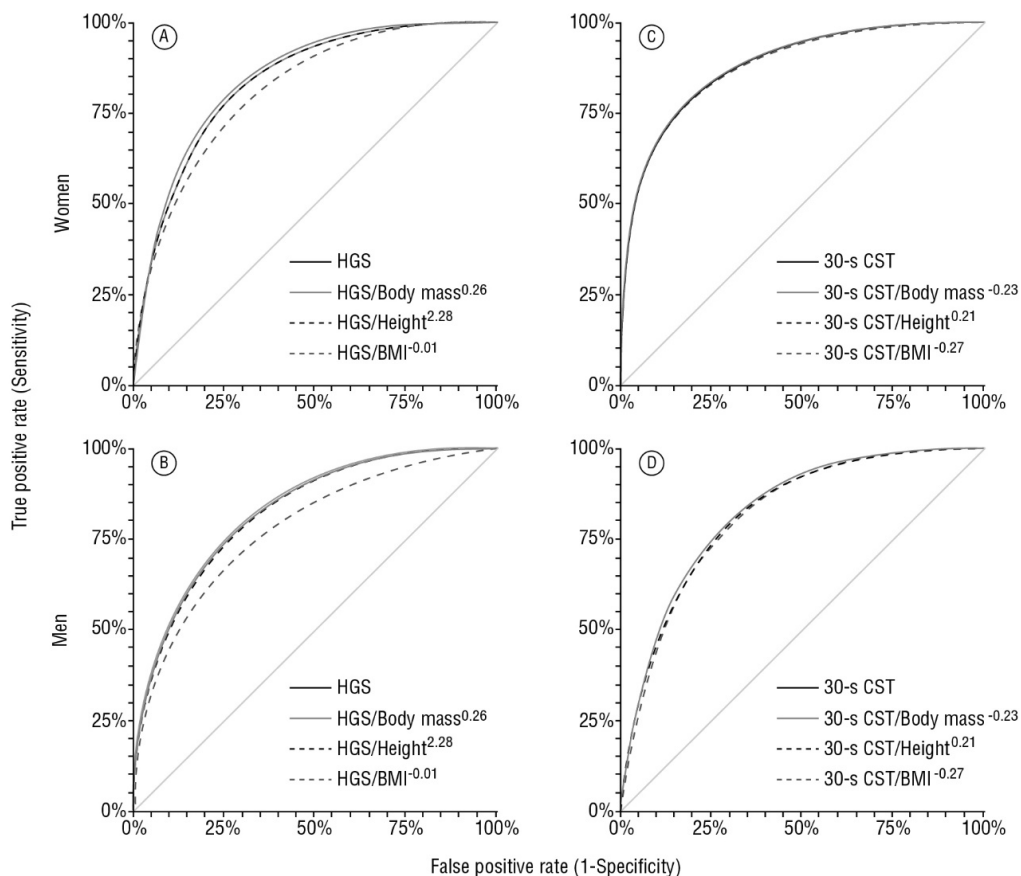 True positive rate (Sensitivity)
Women
A
100%
75%
50%
25%
0%
HGS
HGS/Body mass^0.26
HGS/Height^2.28
HGS/BMI^-0.01
0% 25% 50% 75% 100%
C
100%
75%
50%
25%
0%
30-s CST
30-s CST/Body mass^-0.23
30-s CST/Height^0.21
30-s CST/BMI^-0.27
0% 25% 50% 75% 100%
Men
B
100%
75%
50%
25%
0%
HGS
HGS/Body mass^0.26
HGS/Height^2.28
HGS/BMI^-0.01
0% 25% 50% 75% 100%
D
100%
75%
50%
25%
0%
30-s CST
30-s CST/Body mass^-0.23
30-s CST/Height^0.21
30-s CST/BMI^-0.27
0% 25% 50% 75% 100%
False positive rate (1-Specificity)